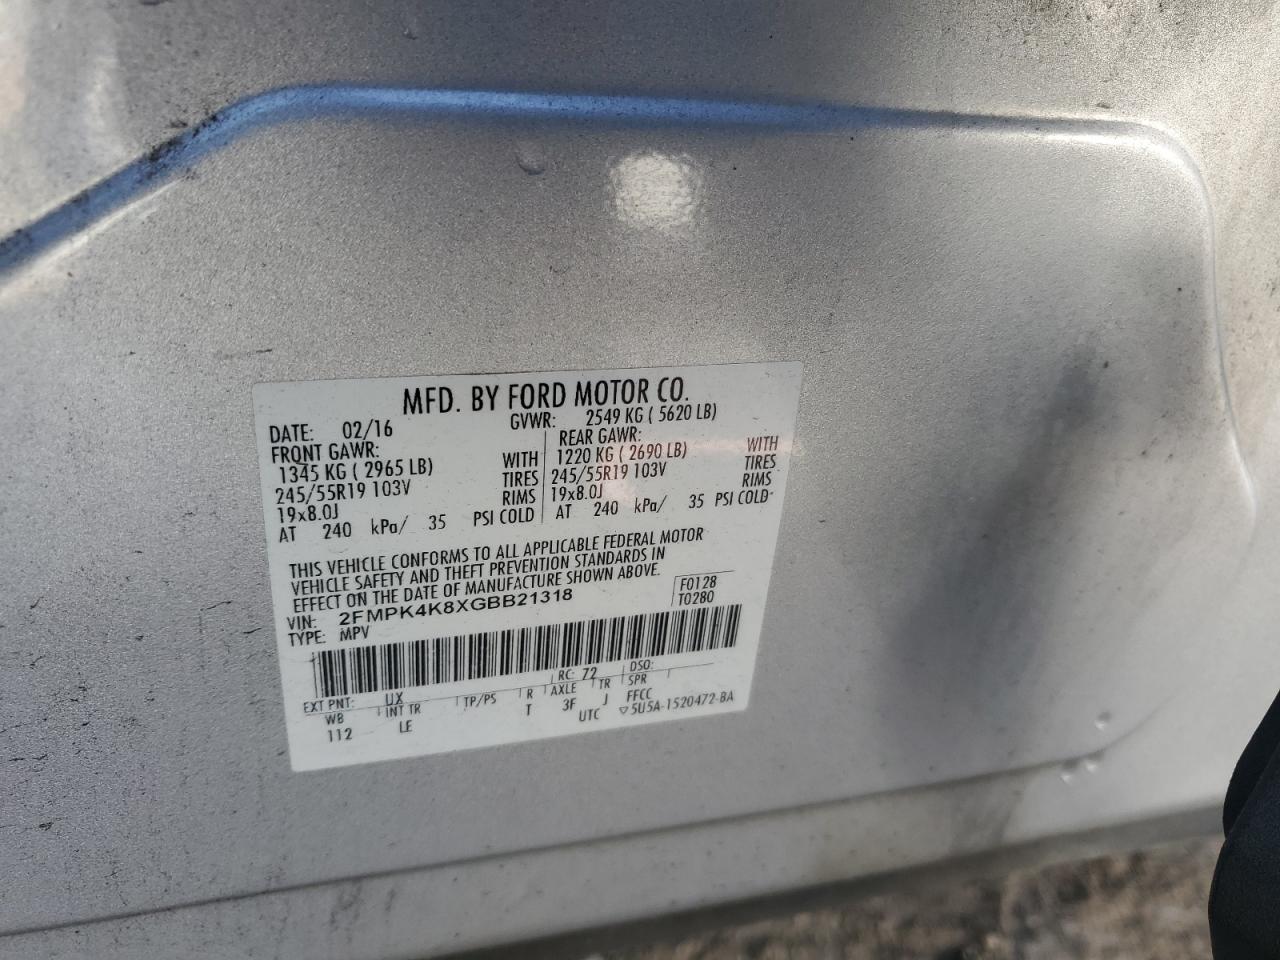 MFD. BY FORD MOTOR CO.
DATE: 02/16 GVWR: 2549 KG ( 5620 LB)
FRONT GAWR: REAR GAWR:
1345 KG ( 2965 LB) WITH 1220 KG ( 2690 LB) WITH
245/55R19 103V TIRES 245/55R19 103V TIRES
19x8.0J RIMS 19x8.0J RIMS
AT 240 kPa/ 35 PSI COLD AT 240 kPa/ 35 PSI COLD
THIS VEHICLE CONFORMS TO ALL APPLICABLE FEDERAL MOTOR
VEHICLE SAFETY AND THEFT PREVENTION STANDARDS IN
EFFECT ON THE DATE OF MANUFACTURE SHOWN ABOVE.
VIN: 2FMPK4K8XGBB21318 F0128
TYPE: MPV T0280
EXT PNT: UX RC: 72 DSO:
WB INT TR TP/PS R AXLE TR SPR
112 LE T 3F J FFCC
UTC ▽5U5A-1520472-BA